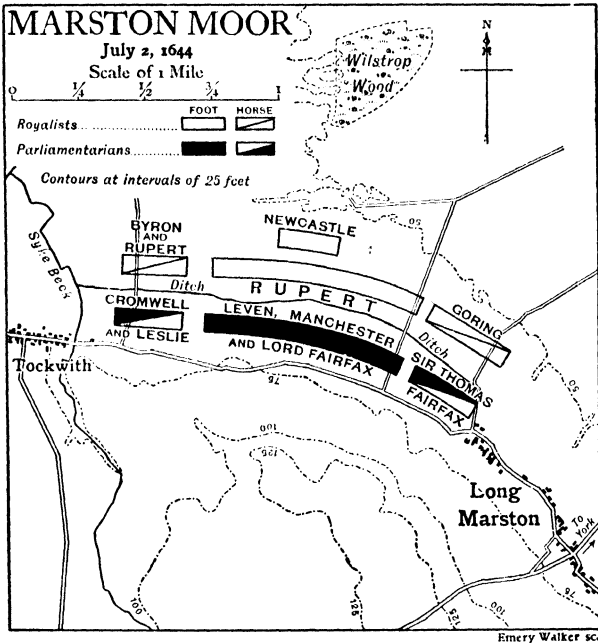 MARSTON MOOR
July 2, 1644
Scale of 1 Mile
0 1/4 1/2 3/4 1
FOOT HORSE
Royalists
Parliamentarians
Contours at intervals of 25 feet
N
Wilstrop
Wood
50
Syke Beck
BYRON
AND
RUPERT
NEWCASTLE
Ditch
RUPERT
GORING
CROMWELL
AND LESLIE
LEVEN, MANCHESTER
AND LORD FAIRFAX
Ditch
SIR THOMAS
FAIRFAX
Tockwith
75
50
100
100
125
Long
Marston
To
York
100
125
125
100
75
Emery Walker sc.